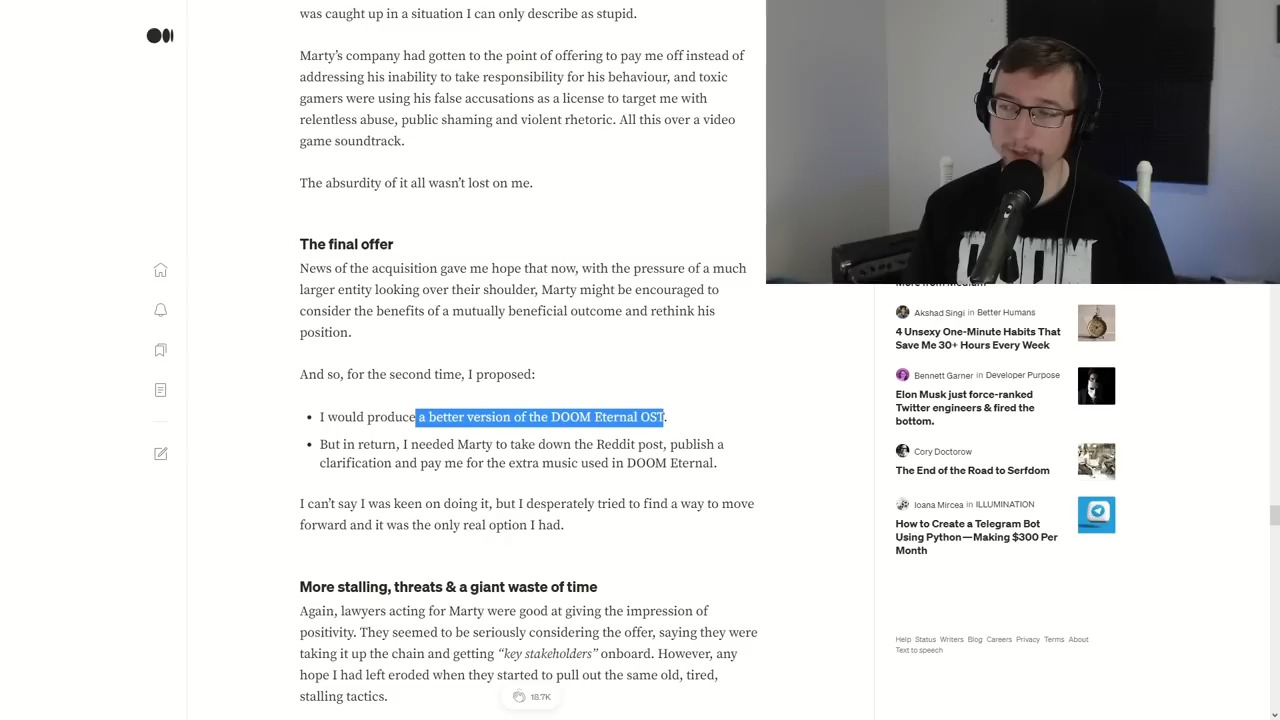 was caught up in a situation I can only describe as stupid.
Marty’s company had gotten to the point of offering to pay me off instead of
addressing his inability to take responsibility for his behaviour, and toxic
gamers were using his false accusations as a license to target me with
relentless abuse, public shaming and violent rhetoric. All this over a video
game soundtrack.
The absurdity of it all wasn’t lost on me.
The final offer
News of the acquisition gave me hope that now, with the pressure of a much
larger entity looking over their shoulder, Marty might be encouraged to
consider the benefits of a mutually beneficial outcome and rethink his
position.
And so, for the second time, I proposed:
• I would produce a better version of the DOOM Eternal OST.
• But in return, I needed Marty to take down the Reddit post, publish a
clarification and pay me for the extra music used in DOOM Eternal.
I can’t say I was keen on doing it, but I desperately tried to find a way to move
forward and it was the only real option I had.
More stalling, threats & a giant waste of time
Again, lawyers acting for Marty were good at giving the impression of
positivity. They seemed to be seriously considering the offer, saying they were
taking it up the chain and getting “key stakeholders” onboard. However, any
hope I had left eroded when they started to pull out the same old, tired,
stalling tactics.
18.7K
More from Medium
Akshad Singi in Better Humans
4 Unsexy One-Minute Habits That
Save Me 30+ Hours Every Week
Bennett Garner in Developer Purpose
Elon Musk just force-ranked
Twitter engineers & fired the
bottom.
Cory Doctorow
The End of the Road to Serfdom
Ioana Mircea in ILLUMINATION
How to Create a Telegram Bot
Using Python — Making $300 Per
Month
Help Status Writers Blog Careers Privacy Terms About
Text to speech